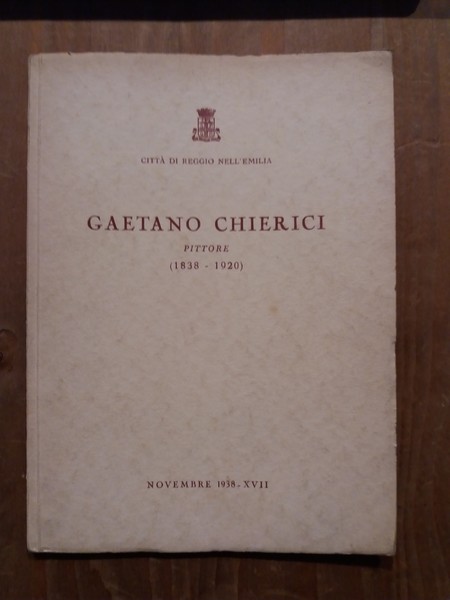 CITTÀ DI REGGIO NELL'EMILIA
GAETANO CHIERICI
PITTORE
(1838 - 1920)
NOVEMBRE 1938 - XVII